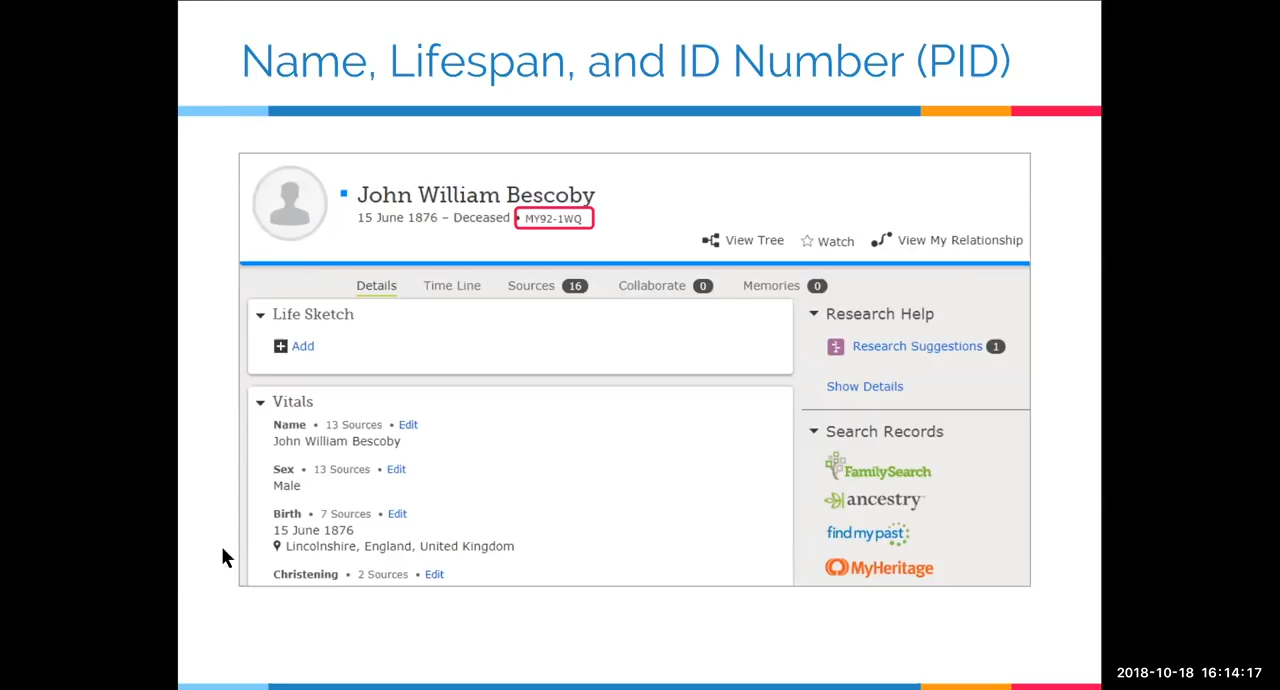 Name, Lifespan, and ID Number (PID)
John William Bescoby
15 June 1876 – Deceased • MY92-1WQ
View Tree Watch View My Relationship
Details Time Line Sources 16 Collaborate 0 Memories 0
Life Sketch
Add
Vitals
Name • 13 Sources • Edit
John William Bescoby
Sex • 13 Sources • Edit
Male
Birth • 7 Sources • Edit
15 June 1876
Lincolnshire, England, United Kingdom
Christening • 2 Sources • Edit
Research Help
Research Suggestions 1
Show Details
Search Records
FamilySearch
ancestry
findmypast
MyHeritage
2018-10-18 16:14:17